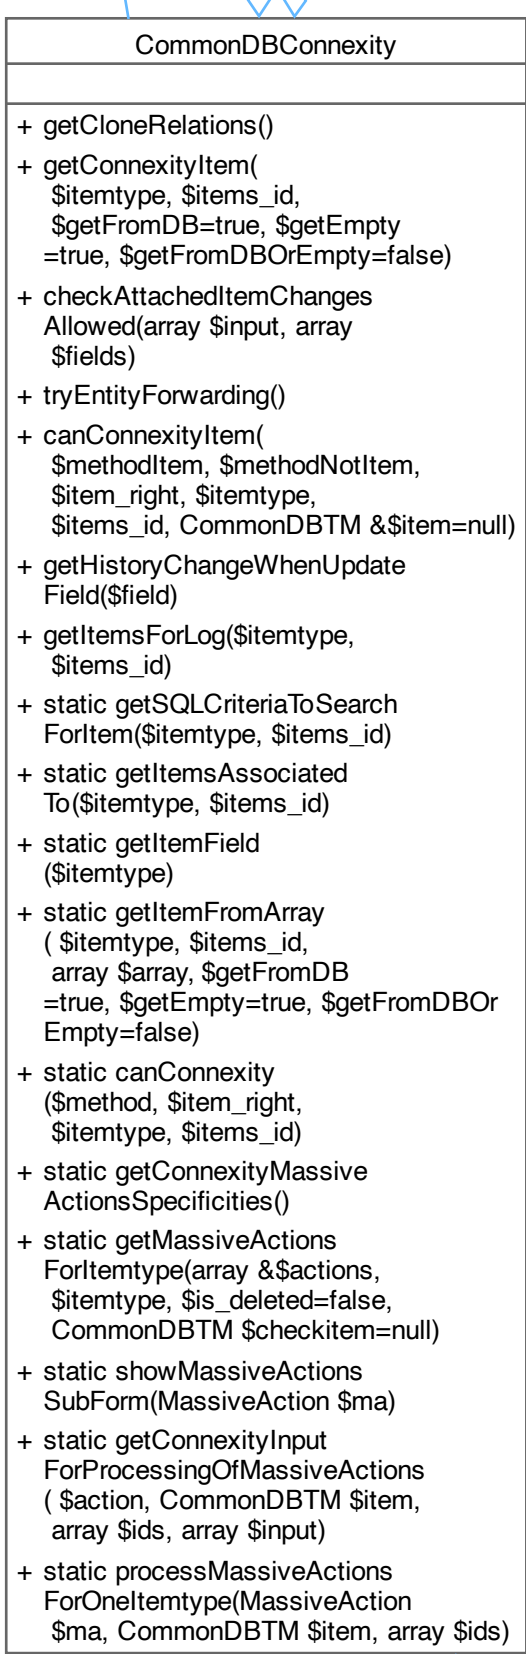 CommonDBConnexity
+ getCloneRelations()
+ getConnexityItem(
$itemtype, $items_id,
$getFromDB=true, $getEmpty
=true, $getFromDBOrEmpty=false)
+ checkAttachedItemChanges
Allowed(array $input, array
$fields)
+ tryEntityForwarding()
+ canConnexityItem(
$methodItem, $methodNotItem,
$item_right, $itemtype,
$items_id, CommonDBTM &$item=null)
+ getHistoryChangeWhenUpdate
Field($field)
+ getItemsForLog($itemtype,
$items_id)
+ static getSQLCriteriaToSearch
ForItem($itemtype, $items_id)
+ static getItemsAssociated
To($itemtype, $items_id)
+ static getItemField
($itemtype)
+ static getItemFromArray
( $itemtype, $items_id,
array $array, $getFromDB
=true, $getEmpty=true, $getFromDBOr
Empty=false)
+ static canConnexity
($method, $item_right,
$itemtype, $items_id)
+ static getConnexityMassive
ActionsSpecificities()
+ static getMassiveActions
ForItemtype(array &$actions,
$itemtype, $is_deleted=false,
CommonDBTM $checkitem=null)
+ static showMassiveActions
SubForm(MassiveAction $ma)
+ static getConnexityInput
ForProcessingOfMassiveActions
( $action, CommonDBTM $item,
array $ids, array $input)
+ static processMassiveActions
ForOneItemtype(MassiveAction
$ma, CommonDBTM $item, array $ids)